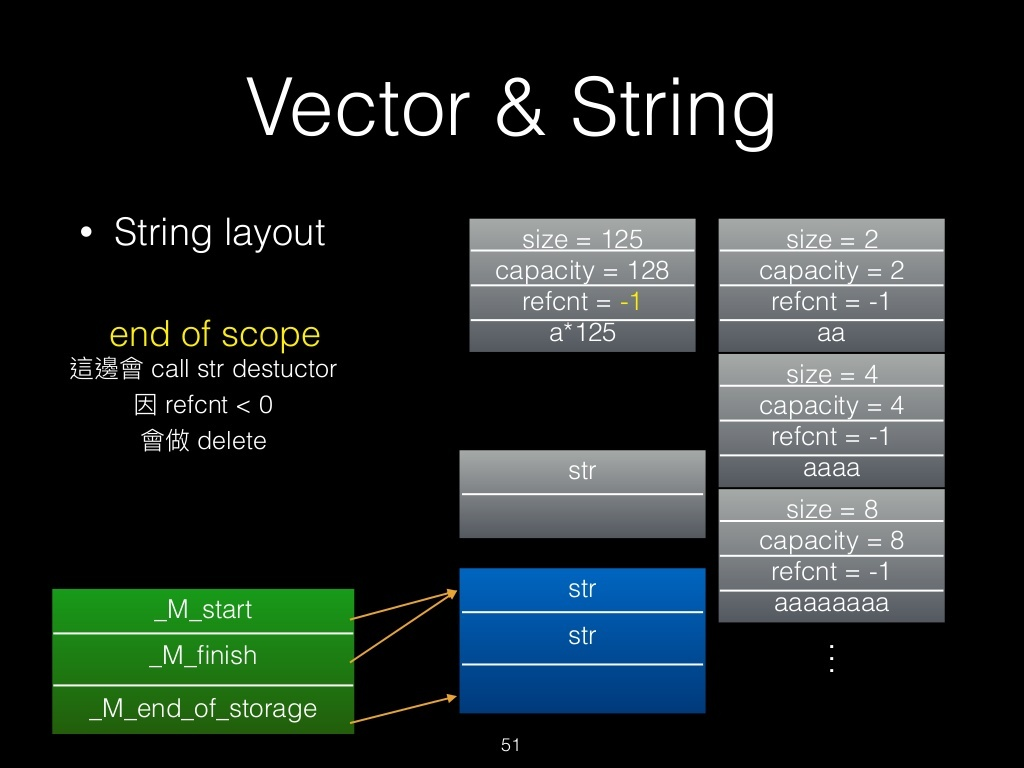 Vector & String
• String layout
end of scope
這邊會 call str destuctor
因 refcnt < 0
會做 delete
size = 125
capacity = 128
refcnt = -1
a*125
size = 2
capacity = 2
refcnt = -1
aa
size = 4
capacity = 4
refcnt = -1
aaaa
size = 8
capacity = 8
refcnt = -1
aaaaaaaa
⋮
str
str
str
_M_start
_M_finish
_M_end_of_storage
51